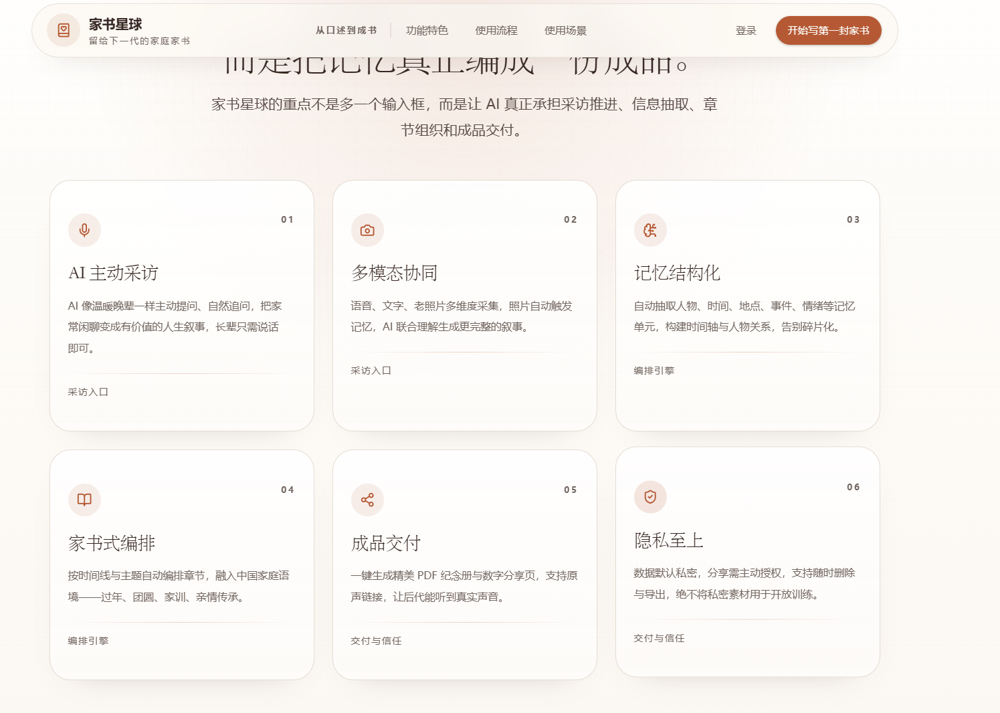 家书星球
留给下一代的家庭家书
从口述到成书
功能特色
使用流程
使用场景
登录
开始写第一封家书
而是把记忆真正编成一份成品。
家书星球的重点不是多一个输入框，而是让 AI 真正承担采访推进、信息抽取、章
节组织和成品交付。
01
AI 主动采访
AI 像温暖晚辈一样主动提问、自然追问，把家
常闲聊变成有价值的人生叙事，长辈只需说话
即可。
采访入口
02
多模态协同
语音、文字、老照片多维度采集，照片自动触发
记忆，AI 联合理解生成更完整的叙事。
采访入口
03
记忆结构化
自动抽取人物、时间、地点、事件、情绪等记忆
单元，构建时间轴与人物关系，告别碎片化。
编排引擎
04
家书式编排
按时间线与主题自动编排章节，融入中国家庭语
境——过年、团圆、家训、亲情传承。
编排引擎
05
成品交付
一键生成精美 PDF 纪念册与数字分享页，支持原
声链接，让后代能听到真实声音。
交付与信任
06
隐私至上
数据默认私密，分享需主动授权，支持随时删除
与导出，绝不将私密素材用于开放训练。
交付与信任